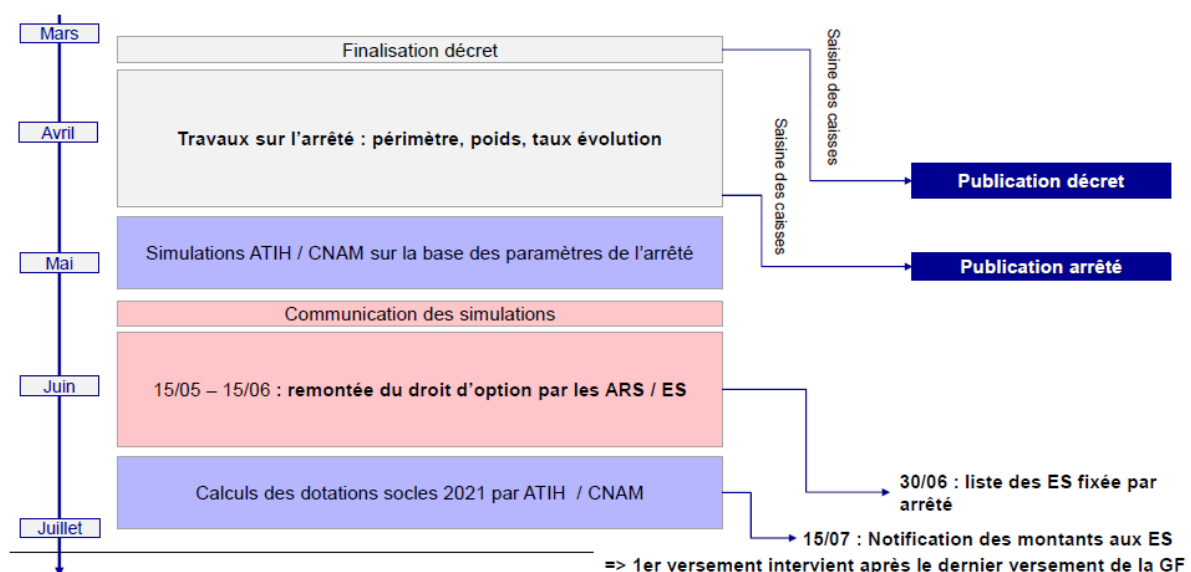 Mars
Finalisation décret
Saisine des caisses
Avril
Travaux sur l'arrêté : périmètre, poids, taux évolution
Saisine des caisses
Publication décret
Mai
Simulations ATIH / CNAM sur la base des paramètres de l'arrêté
Publication arrêté
Communication des simulations
Juin
15/05 – 15/06 : remontée du droit d'option par les ARS / ES
Calculs des dotations socles 2021 par ATIH / CNAM
30/06 : liste des ES fixée par
arrêté
Juillet
15/07 : Notification des montants aux ES
=> 1er versement intervient après le dernier versement de la GF